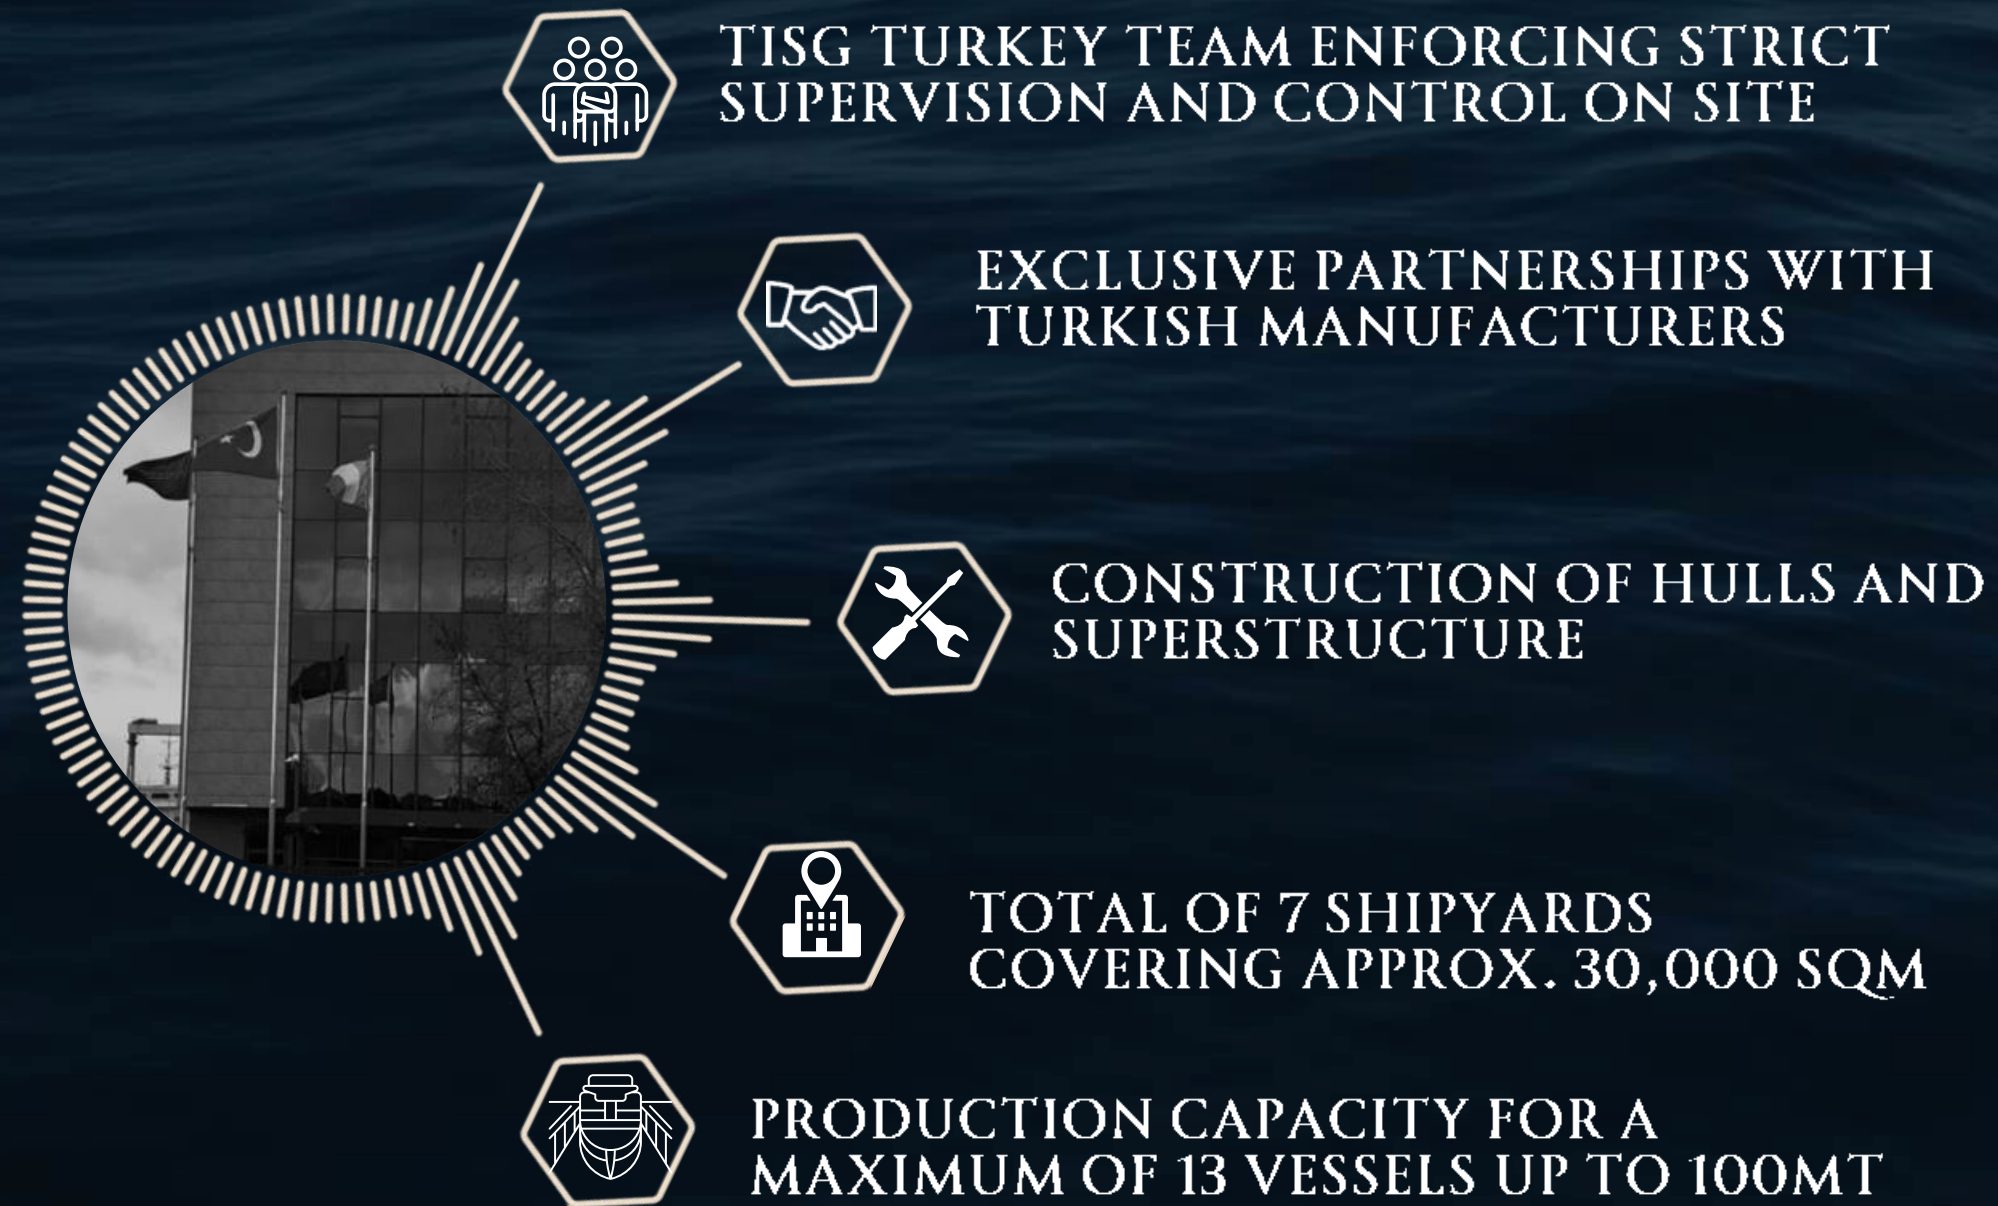 TISG TURKEY TEAM ENFORCING STRICT
SUPERVISION AND CONTROL ON SITE
EXCLUSIVE PARTNERSHIPS WITH
TURKISH MANUFACTURERS
CONSTRUCTION OF HULLS AND
SUPERSTRUCTURE
TOTAL OF 7 SHIPYARDS
COVERING APPROX. 30,000 SQM
PRODUCTION CAPACITY FOR A
MAXIMUM OF 13 VESSELS UP TO 100MT